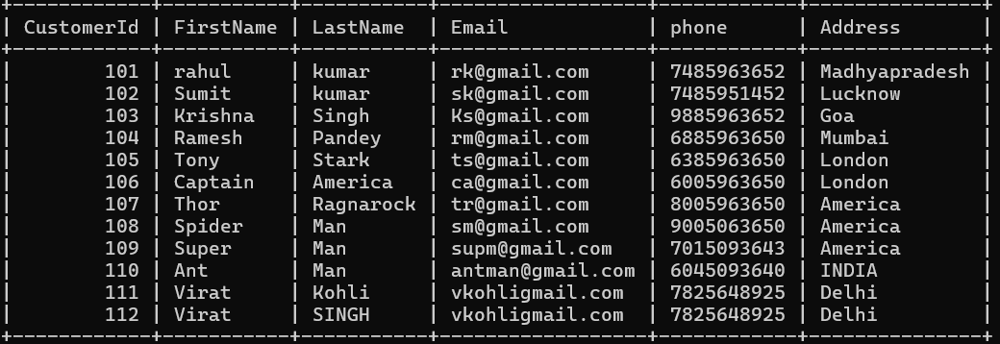 | CustomerId | FirstName | LastName | Email | phone | Address |
| 101 | rahul | kumar | rk@gmail.com | 7485963652 | Madhyapradesh |
| 102 | Sumit | kumar | sk@gmail.com | 7485951452 | Lucknow |
| 103 | Krishna | Singh | Ks@gmail.com | 9885963652 | Goa |
| 104 | Ramesh | Pandey | rm@gmail.com | 6885963650 | Mumbai |
| 105 | Tony | Stark | ts@gmail.com | 6385963650 | London |
| 106 | Captain | America | ca@gmail.com | 6005963650 | London |
| 107 | Thor | Ragnarock | tr@gmail.com | 8005963650 | America |
| 108 | Spider | Man | sm@gmail.com | 9005063650 | America |
| 109 | Super | Man | supm@gmail.com | 7015093643 | America |
| 110 | Ant | Man | antman@gmail.com | 6045093640 | INDIA |
| 111 | Virat | Kohli | vkohligmail.com | 7825648925 | Delhi |
| 112 | Virat | SINGH | vkohligmail.com | 7825648925 | Delhi |